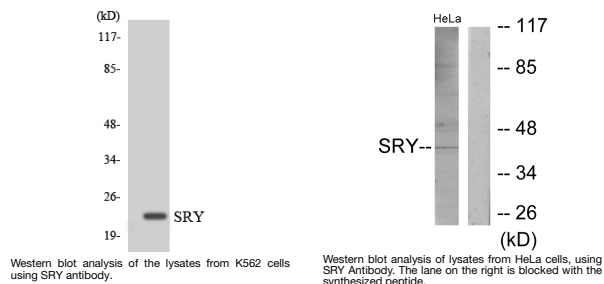 (kD)
117-
85-
48-
34-
26-
19-
SRY
Western blot analysis of the lysates from K562 cells
using SRY antibody.
HeLa
-- 117
-- 85
-- 48
SRY--
-- 34
-- 26
(kD)
Western blot analysis of lysates from HeLa cells, using
SRY Antibody. The lane on the right is blocked with the
synthesized peptide.